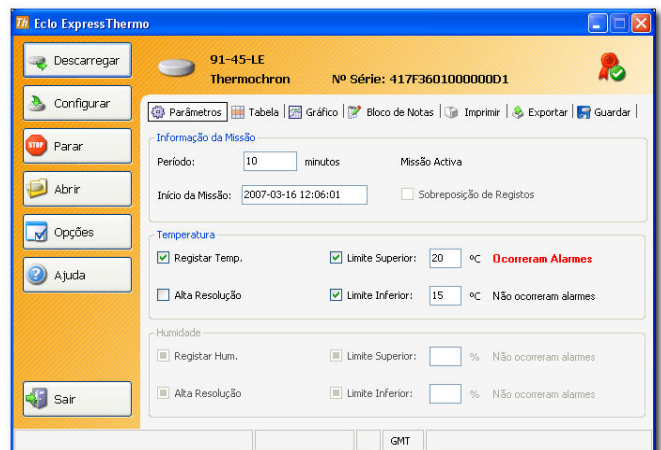 Eclo ExpressThermo
Descarregar
Configurar
STOP Parar
Abrir
Opções
Ajuda
Sair
91-45-LE
Thermochron Nº Série: 417F3601000000D1
Parâmetros Tabela Gráfico Bloco de Notas Imprimir Exportar Guardar
Informação da Missão
Período: 10 minutos Missão Activa
Início da Missão: 2007-03-16 12:06:01 Sobreposição de Registos
Temperatura
Registar Temp. Limite Superior: 20 ºC Ocorreram Alarmes
Alta Resolução Limite Inferior: 15 ºC Não ocorreram alarmes
Humidade
Registar Hum. Limite Superior: % Não ocorreram alarmes
Alta Resolução Limite Inferior: % Não ocorreram alarmes
GMT